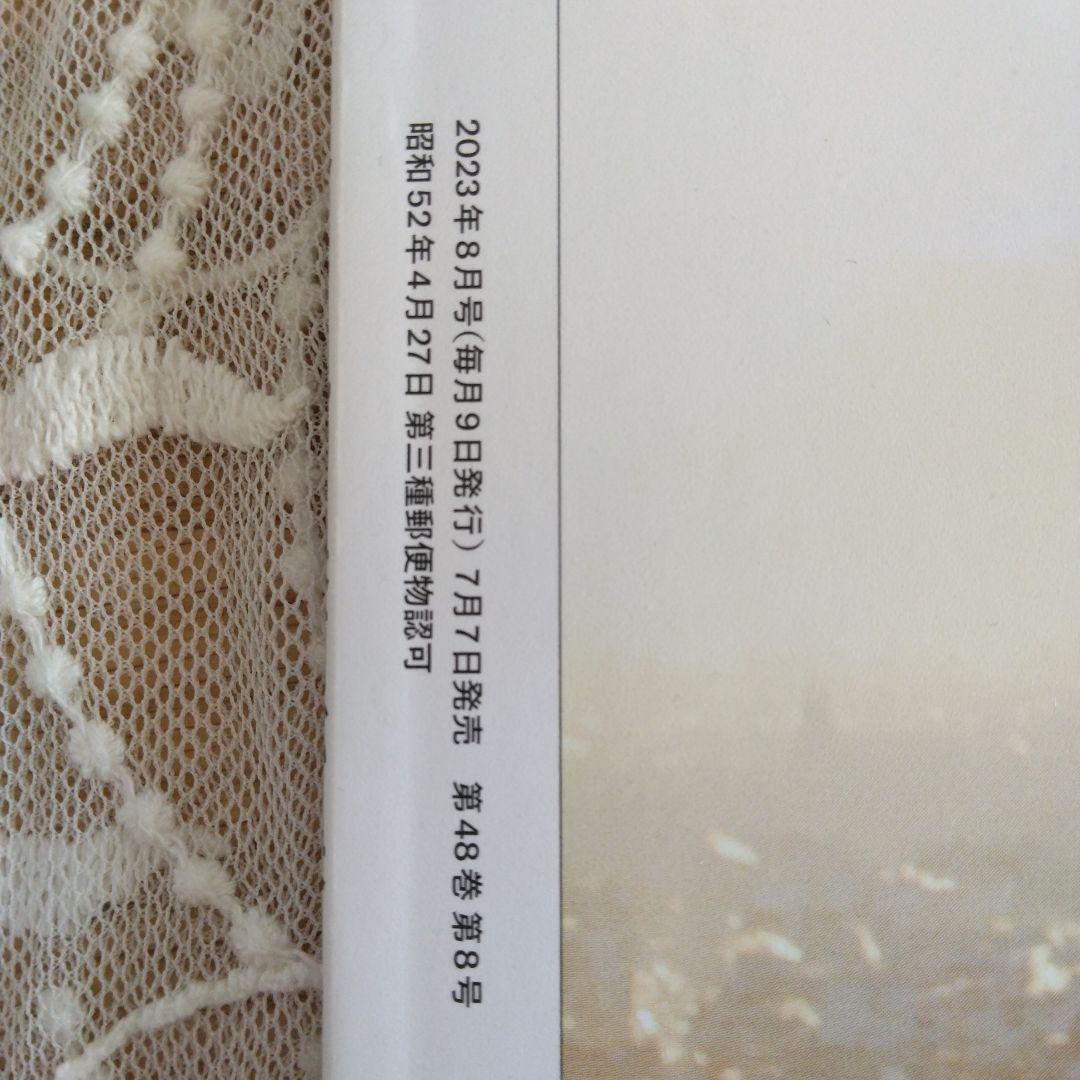 2023年8月号(毎月9日発行) 7月7日発売　第48巻第8号
昭和52年4月27日 第三種郵便物認可